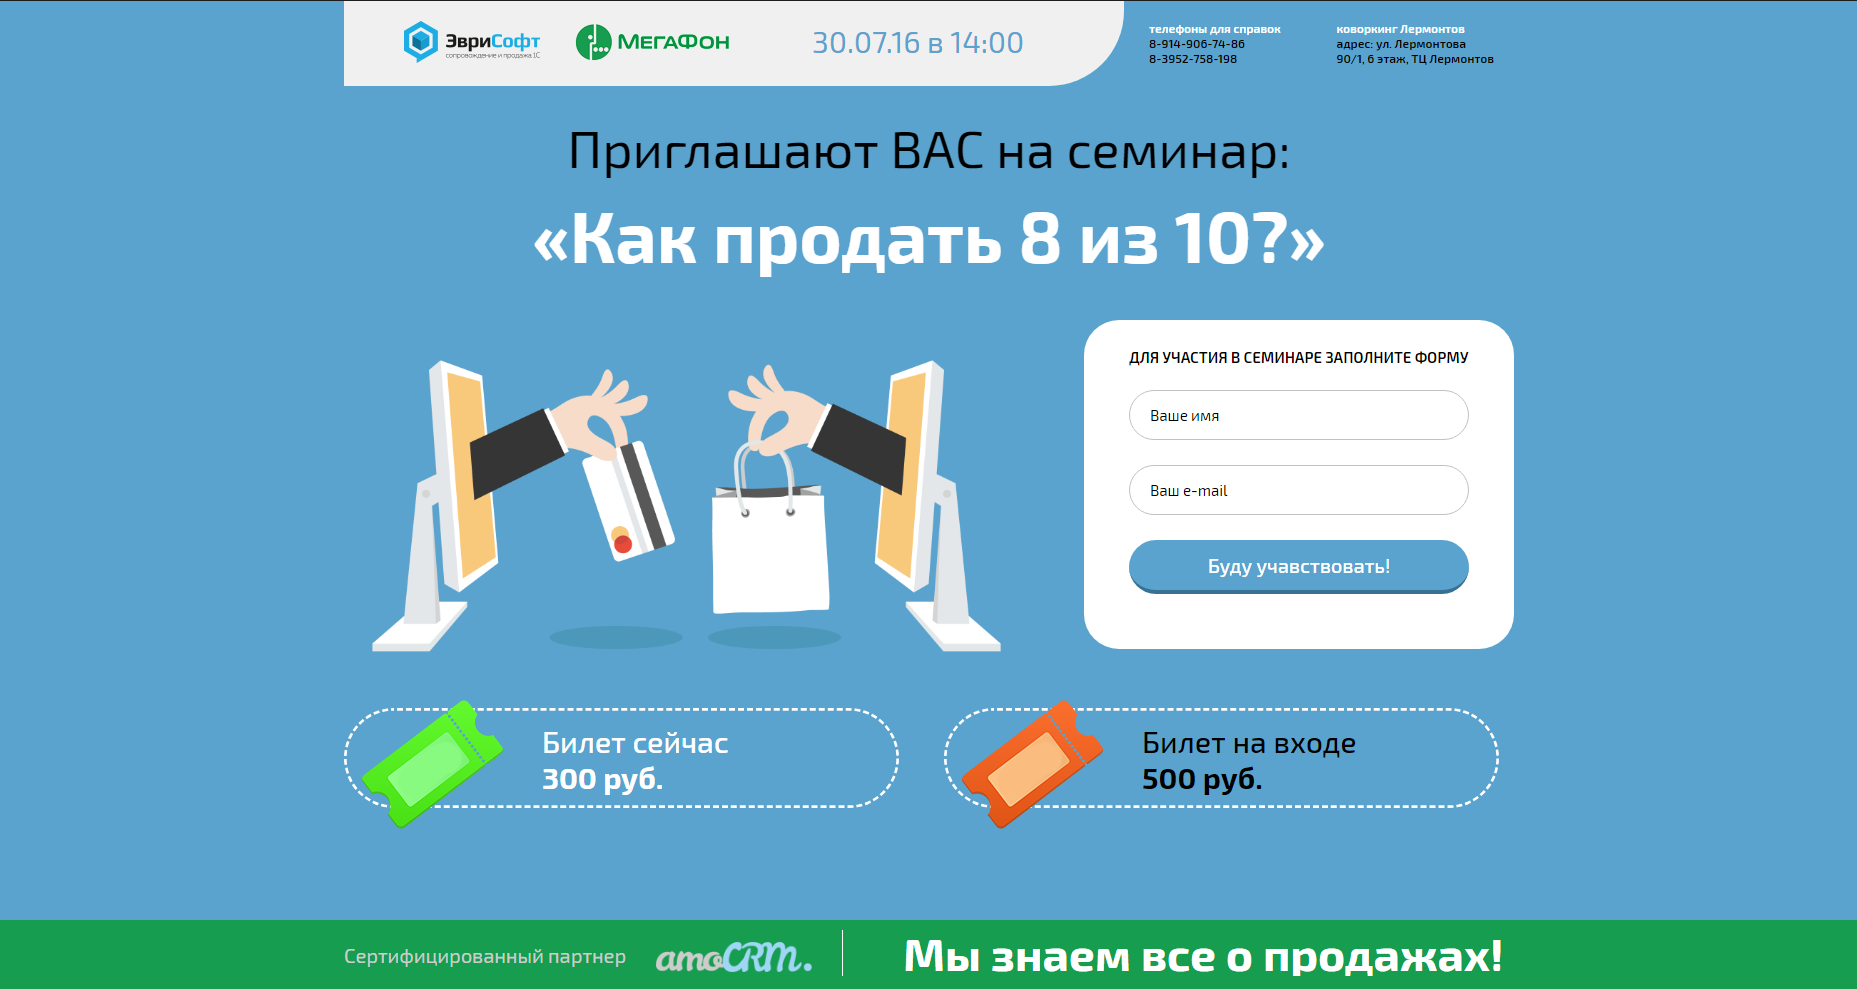 ЭвриСофт
сопровождение и продажа 1С
МЕГАФОН
30.07.16 в 14:00
телефоны для справок
8-914-906-74-86
8-3952-758-198
коворкинг Лермонтов
адрес: ул. Лермонтова
90/1, 6 этаж, ТЦ Лермонтов
Приглашают ВАС на семинар:
«Как продать 8 из 10?»
ДЛЯ УЧАСТИЯ В СЕМИНАРЕ ЗАПОЛНИТЕ ФОРМУ
Ваше имя
Ваш e-mail
Буду учавствовать!
Билет сейчас
300 руб.
Билет на входе
500 руб.
Сертифицированный партнер
amoCRM.
Мы знаем все о продажах!